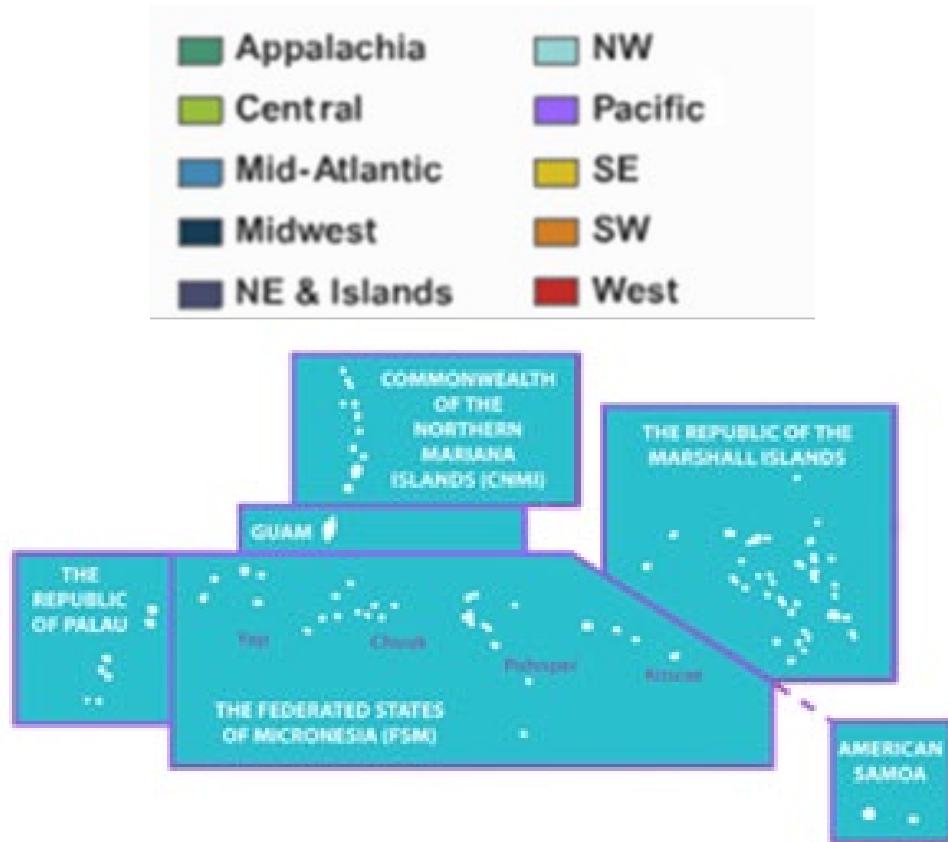 Appalachia
Central
Mid-Atlantic
Midwest
NE & Islands
NW
Pacific
SE
SW
West
COMMONWEALTH
OF THE
NORTHERN
MARIANA
ISLANDS (CNMI)
THE REPUBLIC OF THE
MARSHALL ISLANDS
GUAM
THE
REPUBLIC
OF PALAU
Yap
Chuuk
Pohnpei
Kosrae
THE FEDERATED STATES
OF MICRONESIA (FSM)
AMERICAN
SAMOA